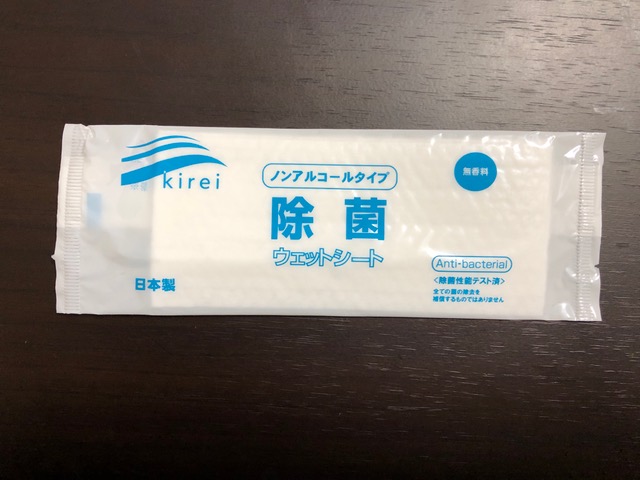 kirei
ノンアルコールタイプ
無香料
除菌
ウェットシート
Anti-bacterial
<除菌性能テスト済>
全ての菌の除去を
補償するものではありません
日本製